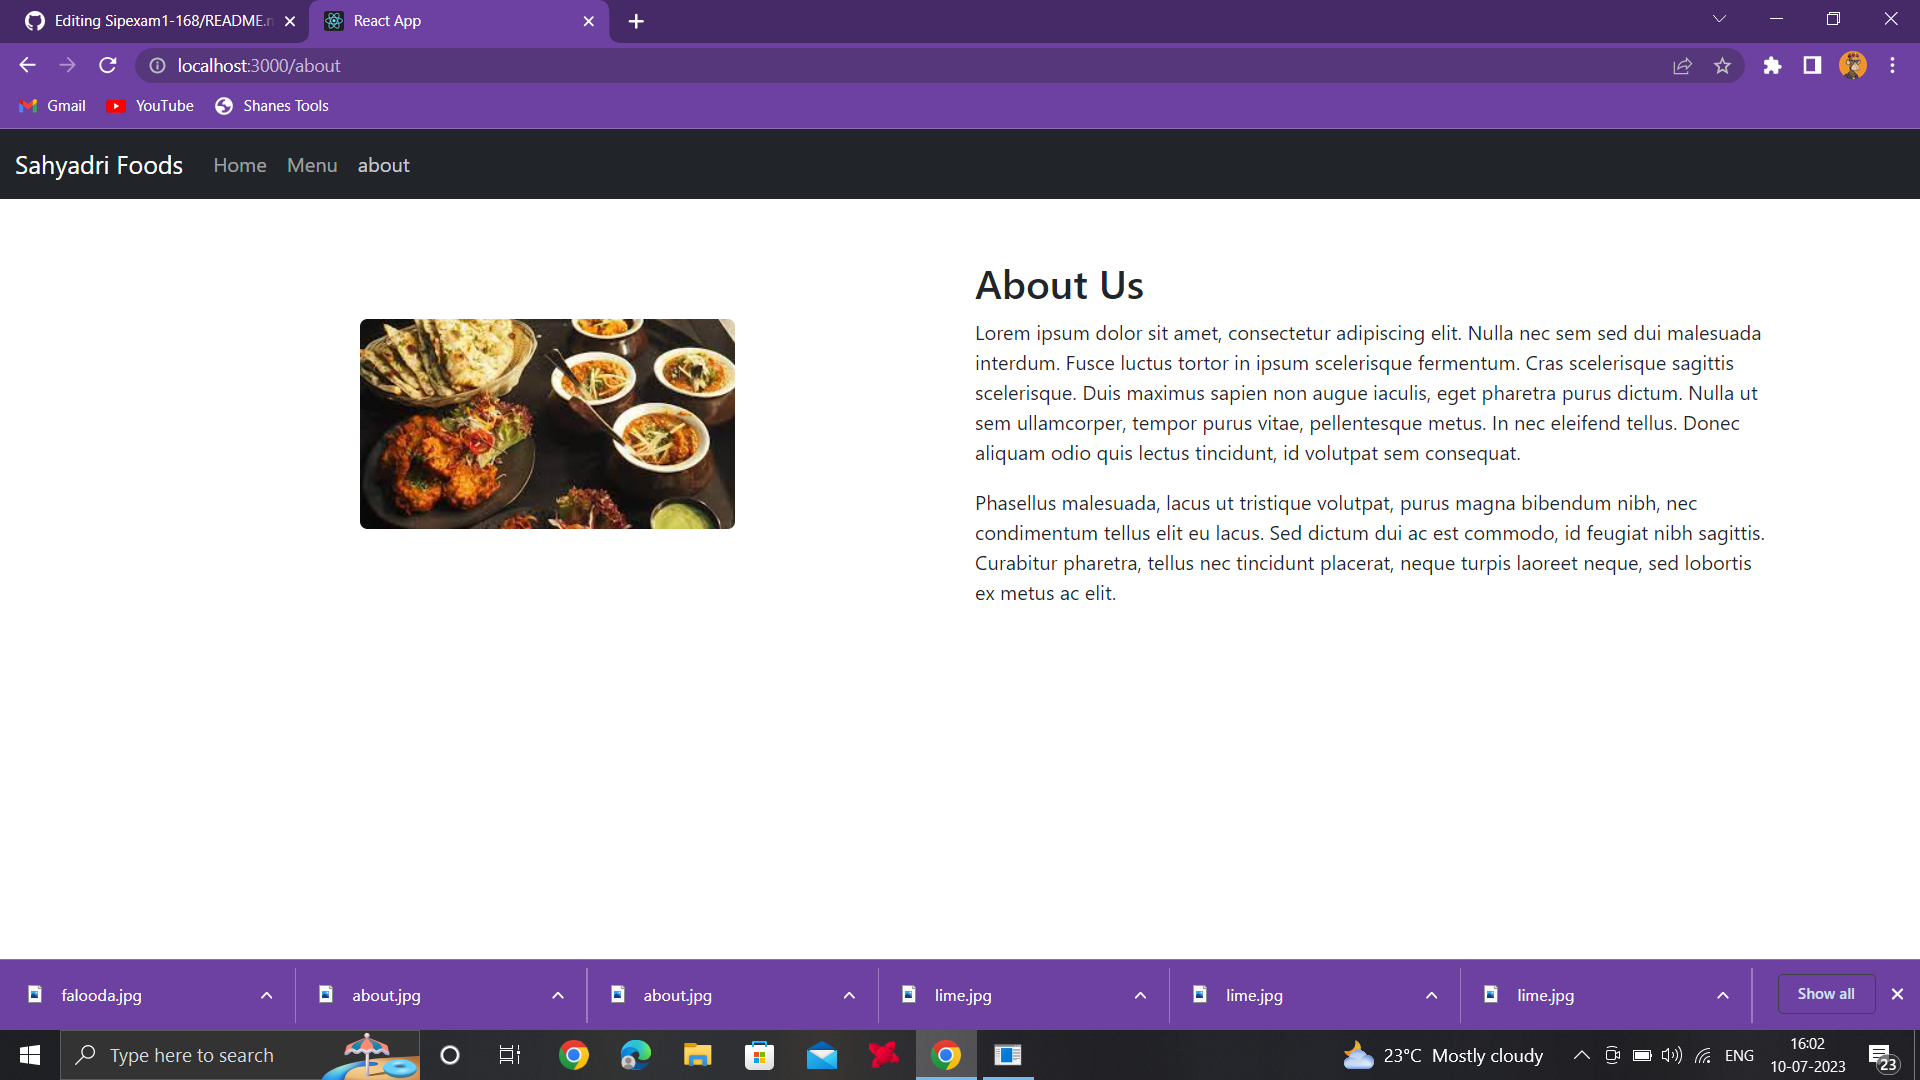 Editing Sipexam1-168/README.m
React App
localhost:3000/about
Gmail
YouTube
Shanes Tools
Sahyadri Foods
Home
Menu
about
About Us
Lorem ipsum dolor sit amet, consectetur adipiscing elit. Nulla nec sem sed dui malesuada
interdum. Fusce luctus tortor in ipsum scelerisque fermentum. Cras scelerisque sagittis
scelerisque. Duis maximus sapien non augue iaculis, eget pharetra purus dictum. Nulla ut
sem ullamcorper, tempor purus vitae, pellentesque metus. In nec eleifend tellus. Donec
aliquam odio quis lectus tincidunt, id volutpat sem consequat.
Phasellus malesuada, lacus ut tristique volutpat, purus magna bibendum nibh, nec
condimentum tellus elit eu lacus. Sed dictum dui ac est commodo, id feugiat nibh sagittis.
Curabitur pharetra, tellus nec tincidunt placerat, neque turpis laoreet neque, sed lobortis
ex metus ac elit.
falooda.jpg
about.jpg
about.jpg
lime.jpg
lime.jpg
lime.jpg
Show all
Type here to search
23°C Mostly cloudy
ENG
16:02
10-07-2023
23